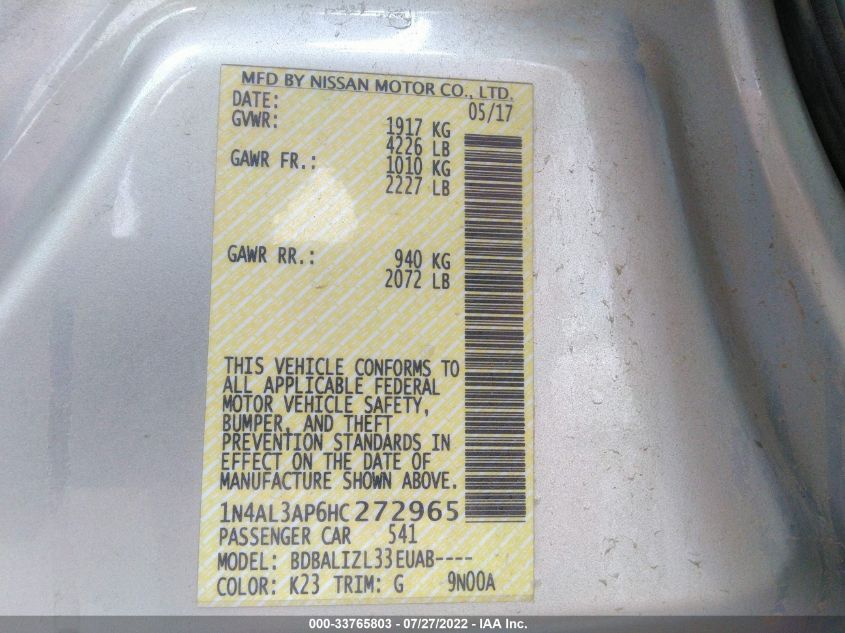 MFD BY NISSAN MOTOR CO., LTD.
DATE: 05/17
GVWR: 1917 KG
4226 LB
GAWR FR.: 1010 KG
2227 LB
GAWR RR.: 940 KG
2072 LB
THIS VEHICLE CONFORMS TO
ALL APPLICABLE FEDERAL
MOTOR VEHICLE SAFETY,
BUMPER, AND THEFT
PREVENTION STANDARDS IN
EFFECT ON THE DATE OF
MANUFACTURE SHOWN ABOVE.
1N4AL3AP6HC272965
PASSENGER CAR 541
MODEL: BDBALIZL33EUAB----
COLOR: K23 TRIM: G 9N00A
000-33765803 / 07/27/2022 - IAA Inc.